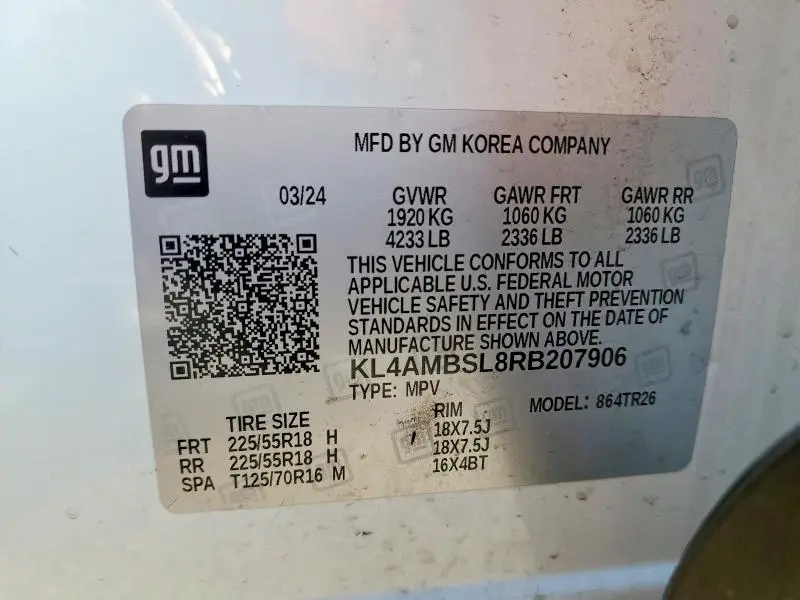 gm
MFD BY GM KOREA COMPANY
03/24 GVWR GAWR FRT GAWR RR
1920 KG 1060 KG 1060 KG
4233 LB 2336 LB 2336 LB
THIS VEHICLE CONFORMS TO ALL
APPLICABLE U.S. FEDERAL MOTOR
VEHICLE SAFETY AND THEFT PREVENTION
STANDARDS IN EFFECT ON THE DATE OF
MANUFACTURE SHOWN ABOVE.
KL4AMBSL8RB207906
TYPE: MPV MODEL: 864TR26
TIRE SIZE RIM
FRT 225/55R18 H 18X7.5J
RR 225/55R18 H 18X7.5J
SPA T125/70R16 M 16X4BT